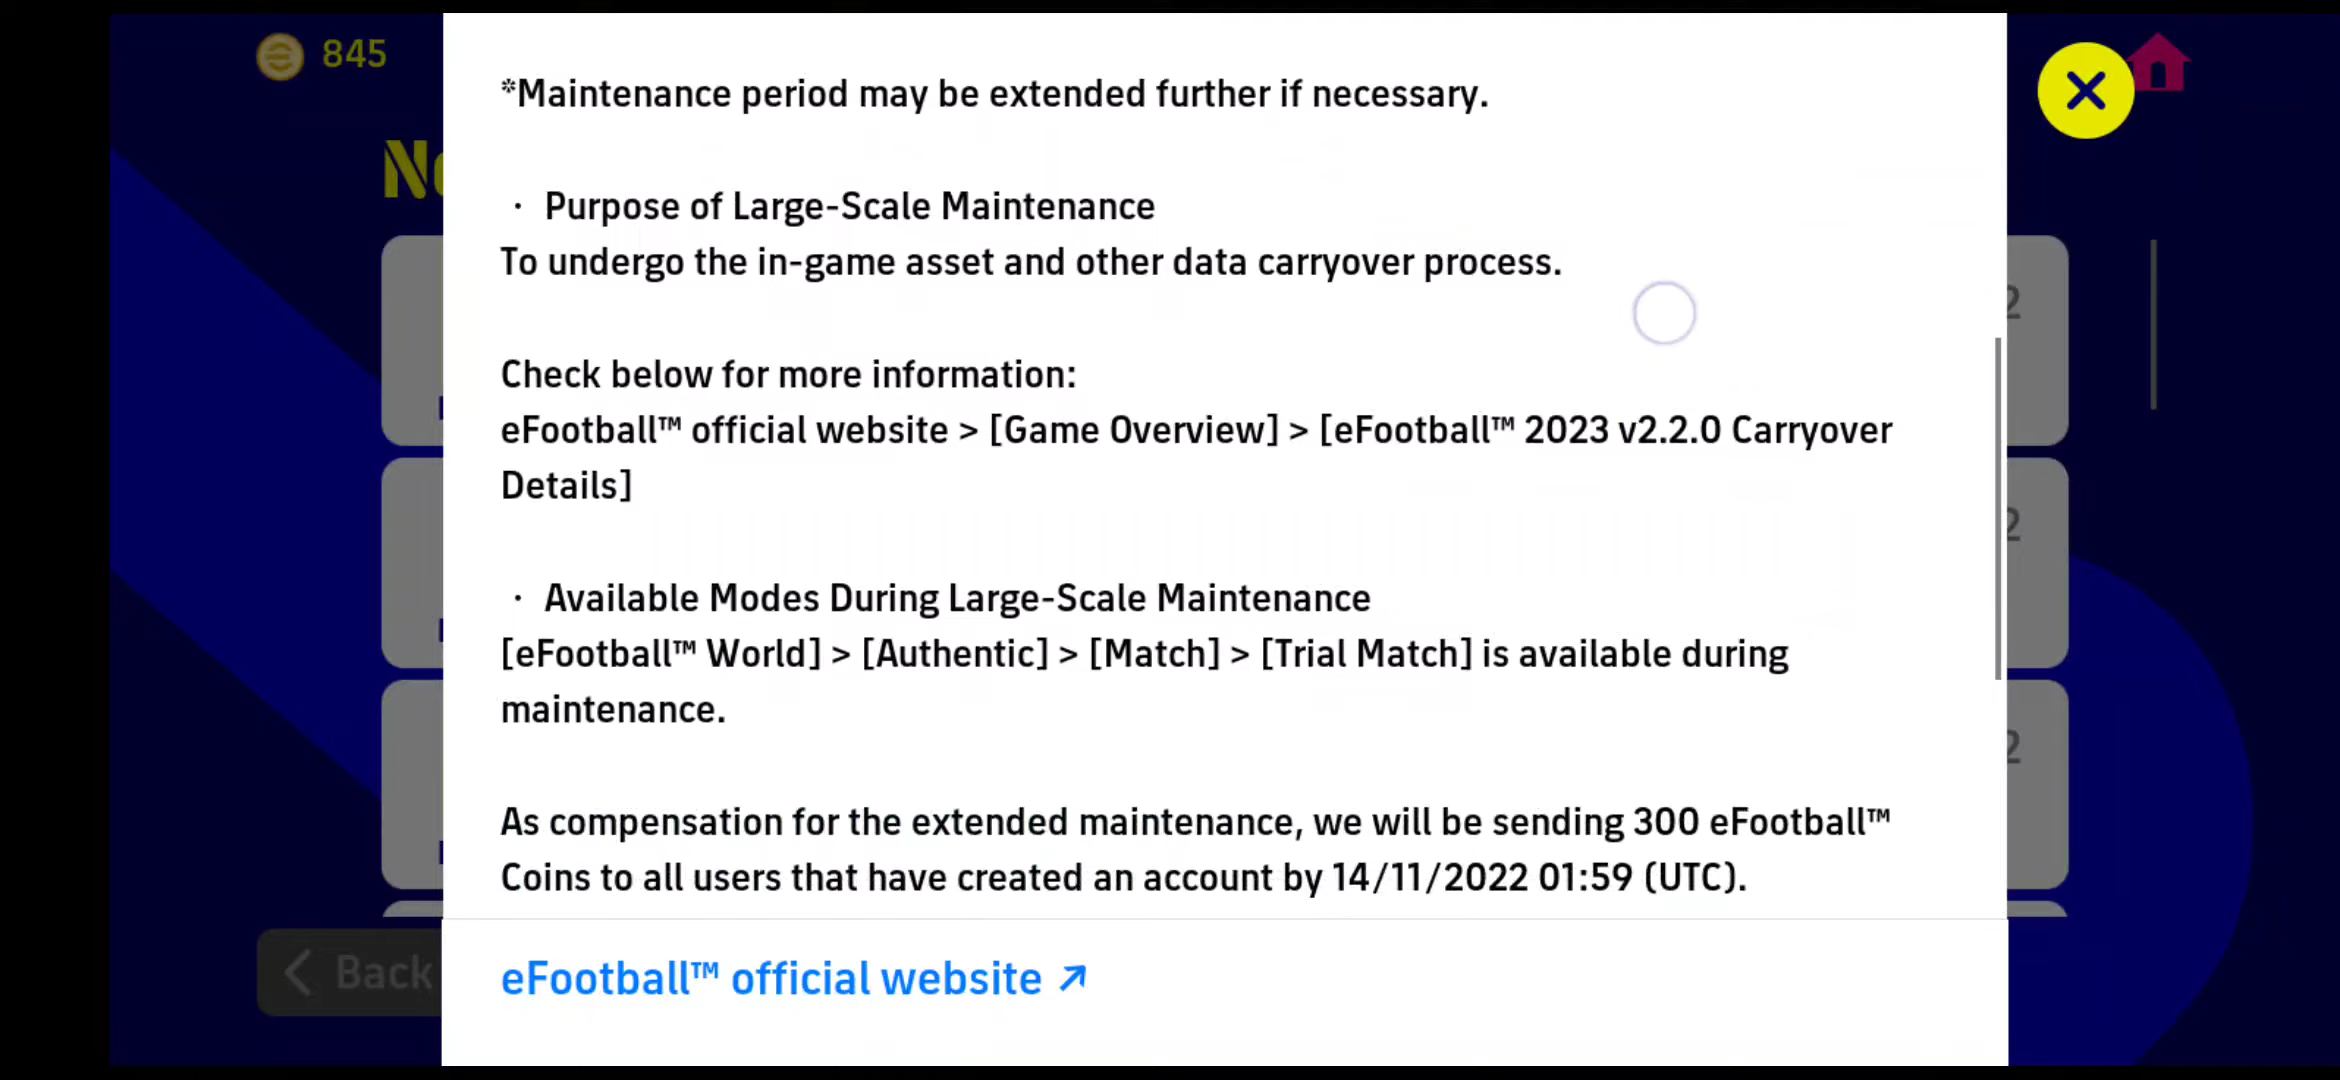 845
*Maintenance period may be extended further if necessary.
· Purpose of Large-Scale Maintenance
To undergo the in-game asset and other data carryover process.
Check below for more information:
eFootball™ official website > [Game Overview] > [eFootball™ 2023 v2.2.0 Carryover
Details]
· Available Modes During Large-Scale Maintenance
[eFootball™ World] > [Authentic] > [Match] > [Trial Match] is available during
maintenance.
As compensation for the extended maintenance, we will be sending 300 eFootball™
Coins to all users that have created an account by 14/11/2022 01:59 (UTC).
Back
eFootball™ official website ↗